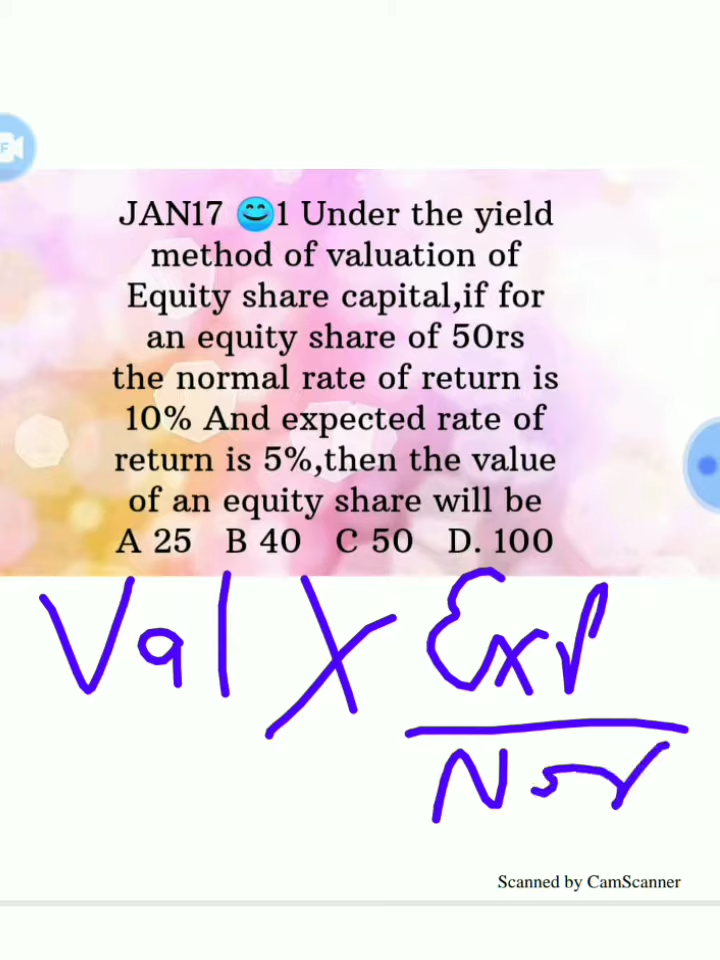 F
JAN17 😊1 Under the yield
method of valuation of
Equity share capital,if for
an equity share of 50rs
the normal rate of return is
10% And expected rate of
return is 5%,then the value
of an equity share will be
A 25 B 40 C 50 D. 100
Val X Exp
Nor
Scanned by CamScanner